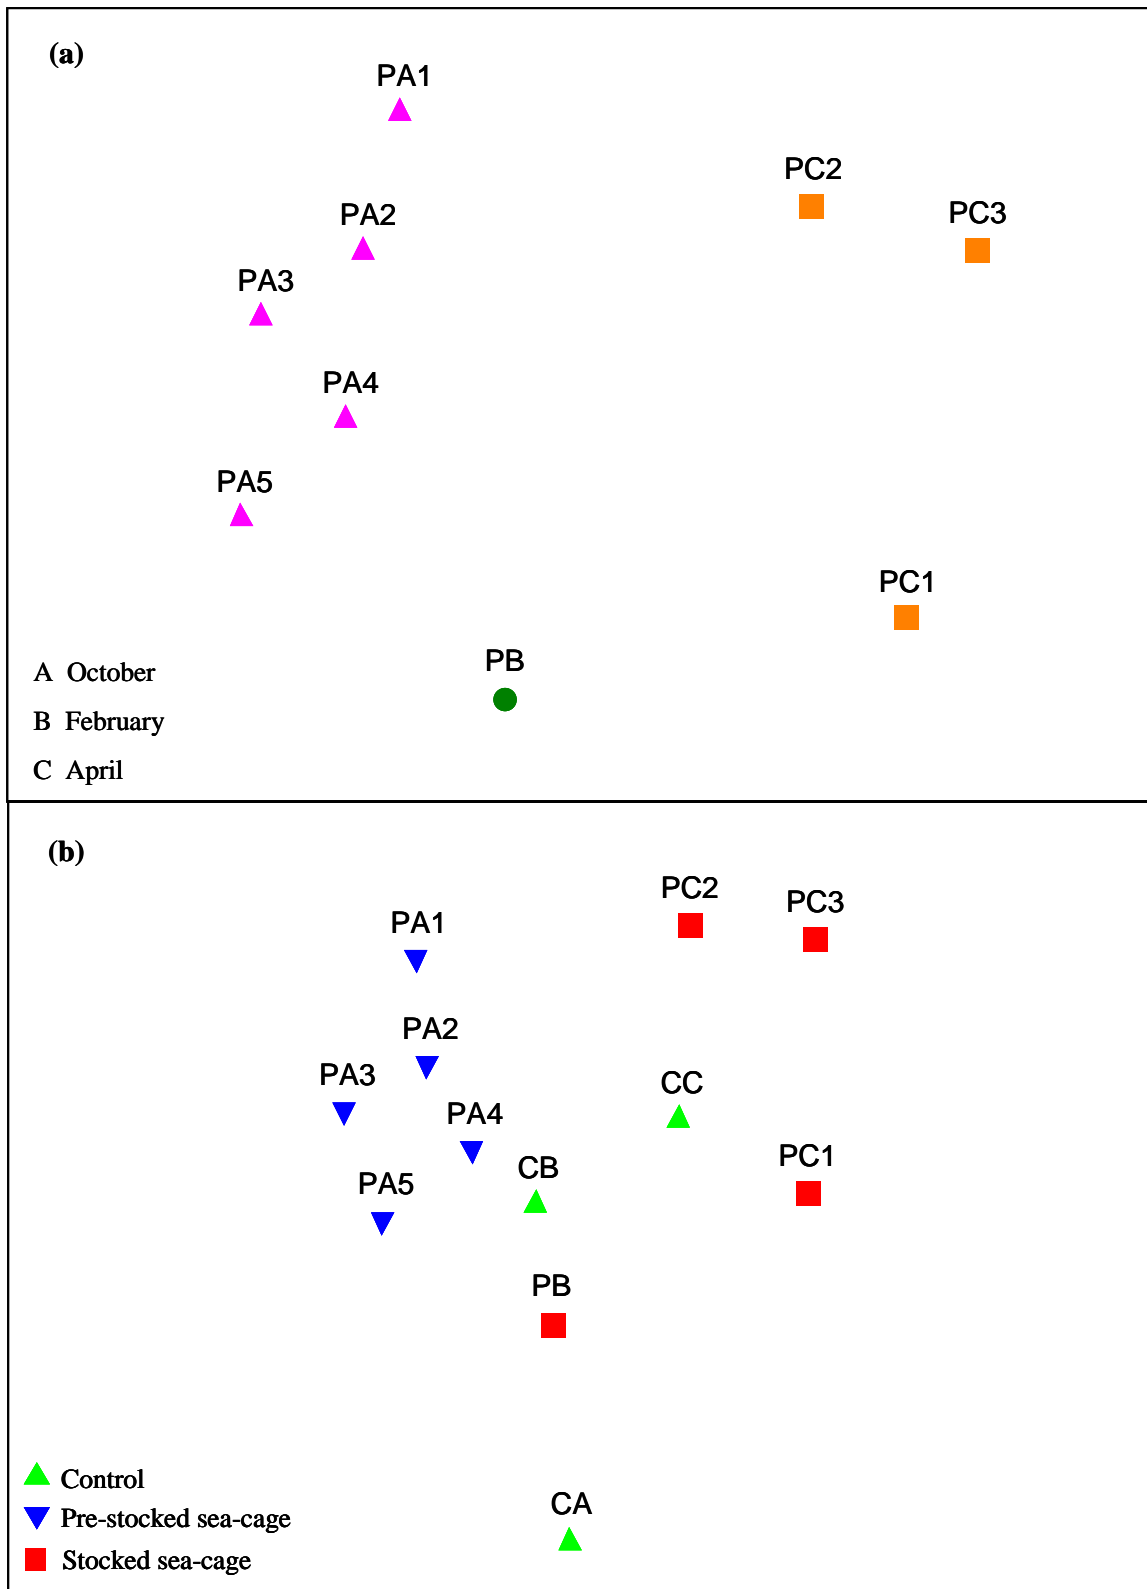 (a)
PA1
PC2
PC3
PA2
PA3
PA4
PA5
PC1
PB
A October
B February
C April
(b)
PC2
PC3
PA1
PA2
PA3
CC
PA4
PC1
CB
PA5
PB
Control
CA
Pre-stocked sea-cage
Stocked sea-cage